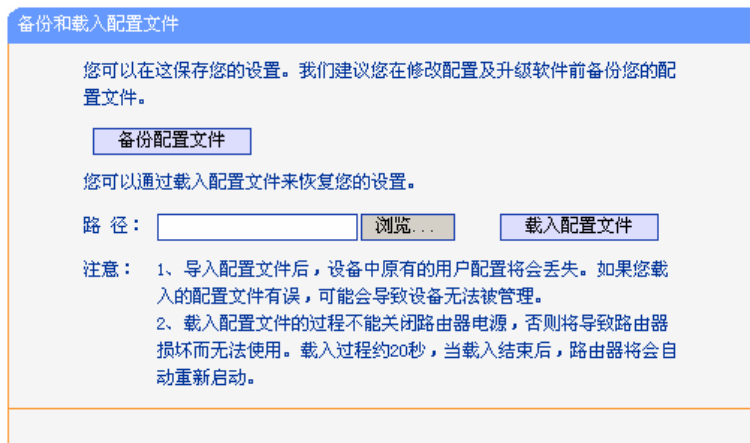 备份和载入配置文件
您可以在这保存您的设置。我们建议您在修改配置及升级软件前备份您的配
置文件。
备份配置文件
您可以通过载入配置文件来恢复您的设置。
路 径： 浏览... 载入配置文件
注意： 1、导入配置文件后，设备中原有的用户配置将会丢失。如果您载
入的配置文件有误，可能会导致设备无法被管理。
2、载入配置文件的过程不能关闭路由器电源，否则将导致路由器
损坏而无法使用。载入过程约20秒，当载入结束后，路由器将会自
动重新启动。